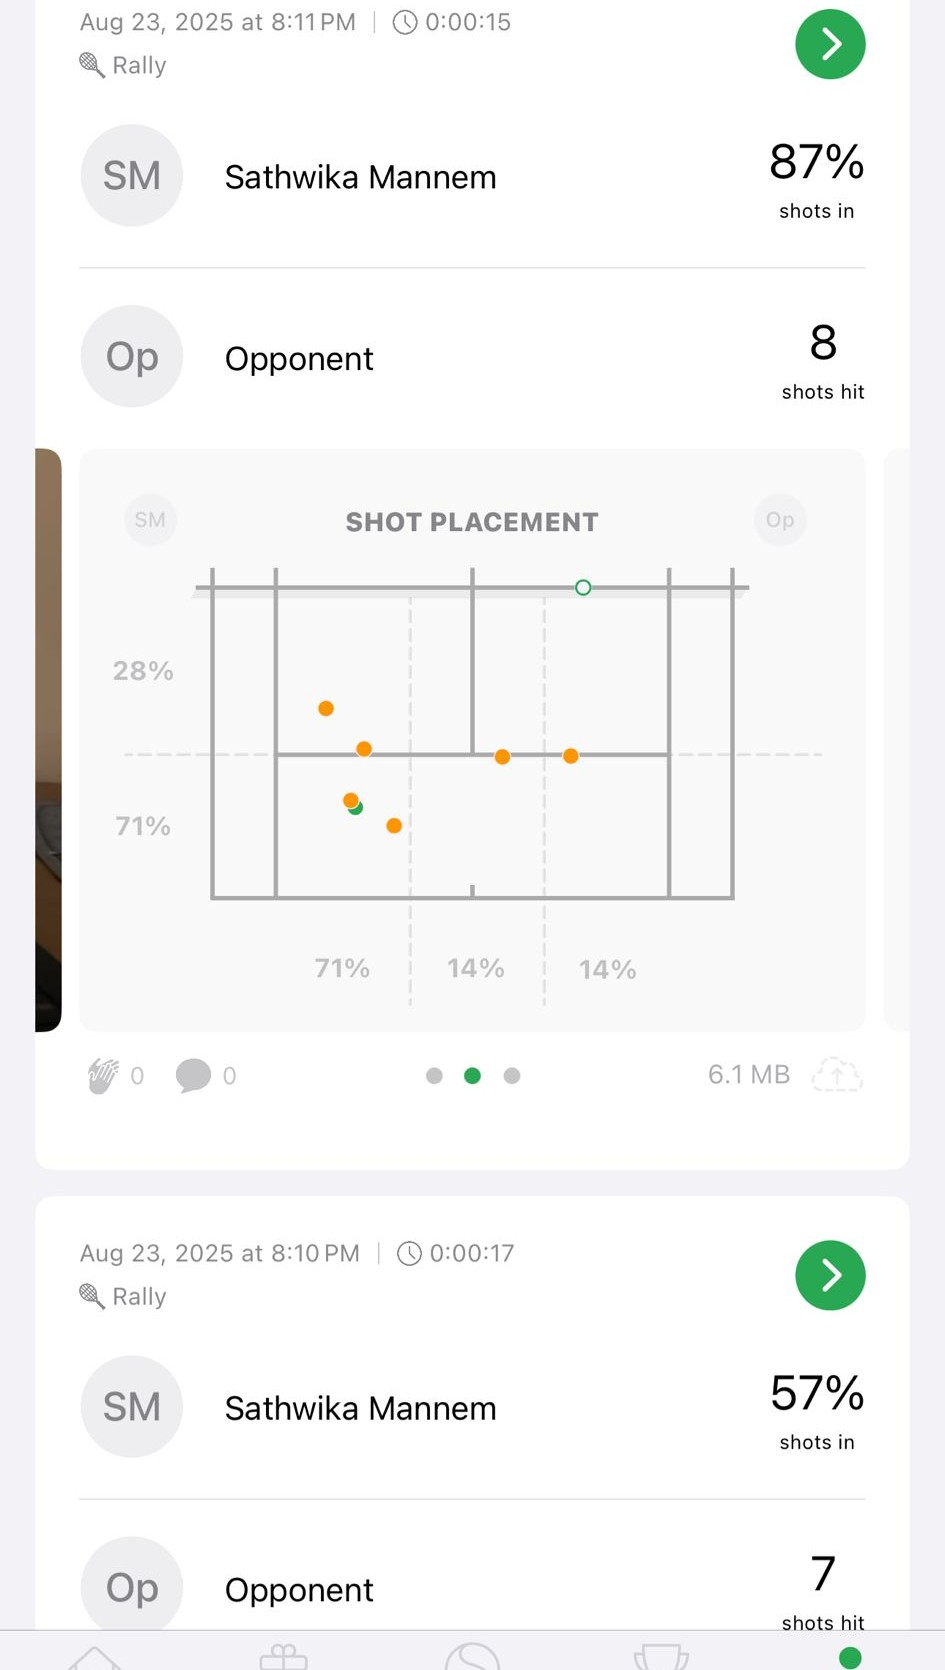 Aug 23, 2025 at 8:11 PM | 0:00:15
Rally
SM Sathwika Mannem 87%
shots in
Op Opponent 8
shots hit
SM SHOT PLACEMENT Op
28%
71%
71% 14% 14%
0 0 6.1 MB
Aug 23, 2025 at 8:10 PM | 0:00:17
Rally
SM Sathwika Mannem 57%
shots in
Op Opponent 7
shots hit